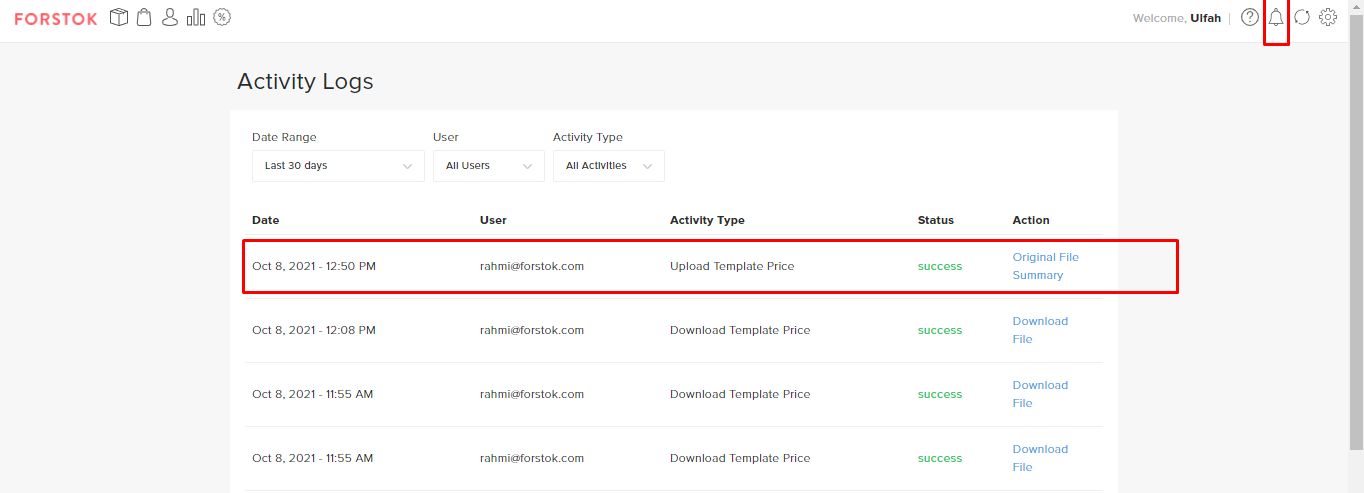 FORSTOK
Welcome, Ulfah
Activity Logs
Date Range User Activity Type
Last 30 days All Users All Activities
Date User Activity Type Status Action
Oct 8, 2021 - 12:50 PM rahmi@forstok.com Upload Template Price success Original File
Summary
Oct 8, 2021 - 12:08 PM rahmi@forstok.com Download Template Price success Download
File
Oct 8, 2021 - 11:55 AM rahmi@forstok.com Download Template Price success Download
File
Oct 8, 2021 - 11:55 AM rahmi@forstok.com Download Template Price success Download
File